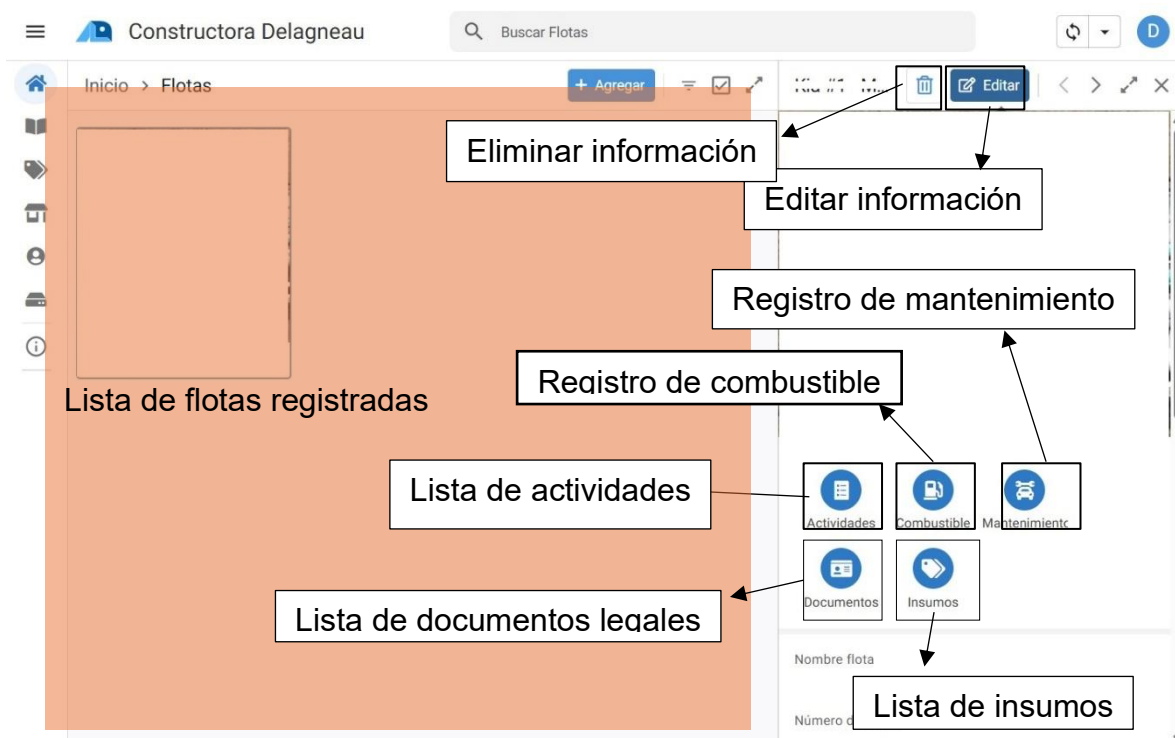 Constructora Delagneau
Buscar Flotas
D
Inicio > Flotas
+ Agregar
Editar
Eliminar información
Editar información
Registro de mantenimiento
Registro de combustible
Lista de flotas registradas
Lista de actividades
Actividades
Combustible
Mantenimiento
Lista de documentos legales
Documentos
Insumos
Nombre flota
Lista de insumos
Número